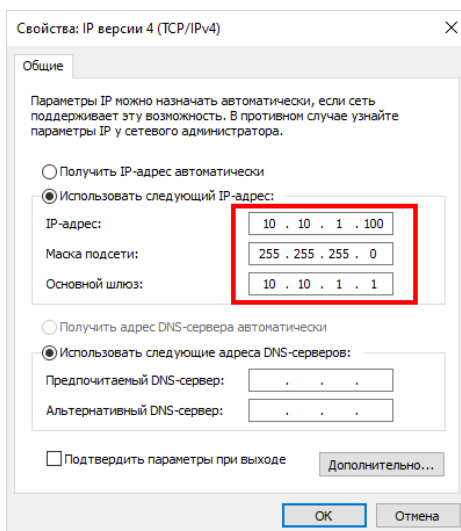 Свойства: IP версии 4 (TCP/IPv4)
Общие
Параметры IP можно назначать автоматически, если сеть
поддерживает эту возможность. В противном случае узнайте
параметры IP у сетевого администратора.
Получить IP-адрес автоматически
Использовать следующий IP-адрес:
IP-адрес: 10 . 10 . 1 . 100
Маска подсети: 255 . 255 . 255 . 0
Основной шлюз: 10 . 10 . 1 . 1
Получить адрес DNS-сервера автоматически
Использовать следующие адреса DNS-серверов:
Предпочитаемый DNS-сервер: . . .
Альтернативный DNS-сервер: . . .
Подтвердить параметры при выходе Дополнительно...
ОК Отмена